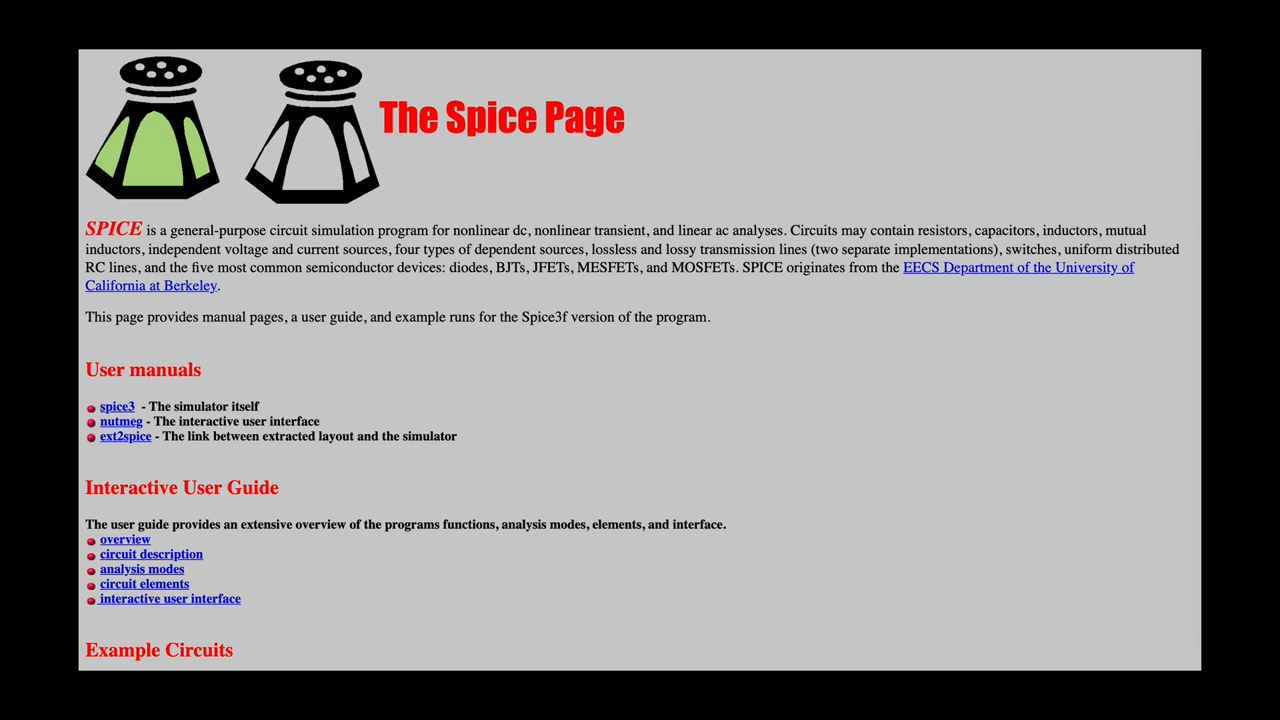 The Spice Page
SPICE is a general-purpose circuit simulation program for nonlinear dc, nonlinear transient, and linear ac analyses. Circuits may contain resistors, capacitors, inductors, mutual
inductors, independent voltage and current sources, four types of dependent sources, lossless and lossy transmission lines (two separate implementations), switches, uniform distributed
RC lines, and the five most common semiconductor devices: diodes, BJTs, JFETs, MESFETs, and MOSFETs. SPICE originates from the EECS Department of the University of
California at Berkeley.
This page provides manual pages, a user guide, and example runs for the Spice3f version of the program.
User manuals
spice3 - The simulator itself
nutmeg - The interactive user interface
ext2spice - The link between extracted layout and the simulator
Interactive User Guide
The user guide provides an extensive overview of the programs functions, analysis modes, elements, and interface.
overview
circuit description
analysis modes
circuit elements
interactive user interface
Example Circuits